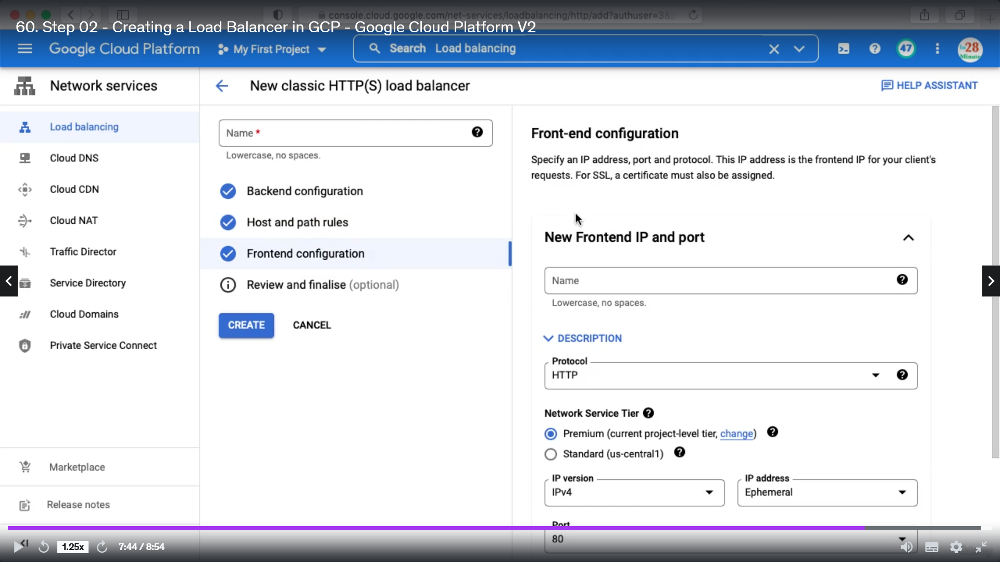 console.cloud.google.com/net-services/loadbalancing/http/add?authuser=3&p
60. Step 02 - Creating a Load Balancer in GCP - Google Cloud Platform V2
Google Cloud Platform
My First Project
Search Load balancing
47
in28
Minutes
Network services
New classic HTTP(S) load balancer
HELP ASSISTANT
Load balancing
Cloud DNS
Cloud CDN
Cloud NAT
Traffic Director
Service Directory
Cloud Domains
Private Service Connect
Marketplace
Release notes
Name *
Lowercase, no spaces.
Backend configuration
Host and path rules
Frontend configuration
Review and finalise (optional)
CREATE
CANCEL
Front-end configuration
Specify an IP address, port and protocol. This IP address is the frontend IP for your client's
requests. For SSL, a certificate must also be assigned.
New Frontend IP and port
Name
Lowercase, no spaces.
DESCRIPTION
Protocol
HTTP
Network Service Tier
Premium (current project-level tier, change)
Standard (us-central1)
IP version
IPv4
IP address
Ephemeral
Port
80
1.25x
7:44 / 8:54